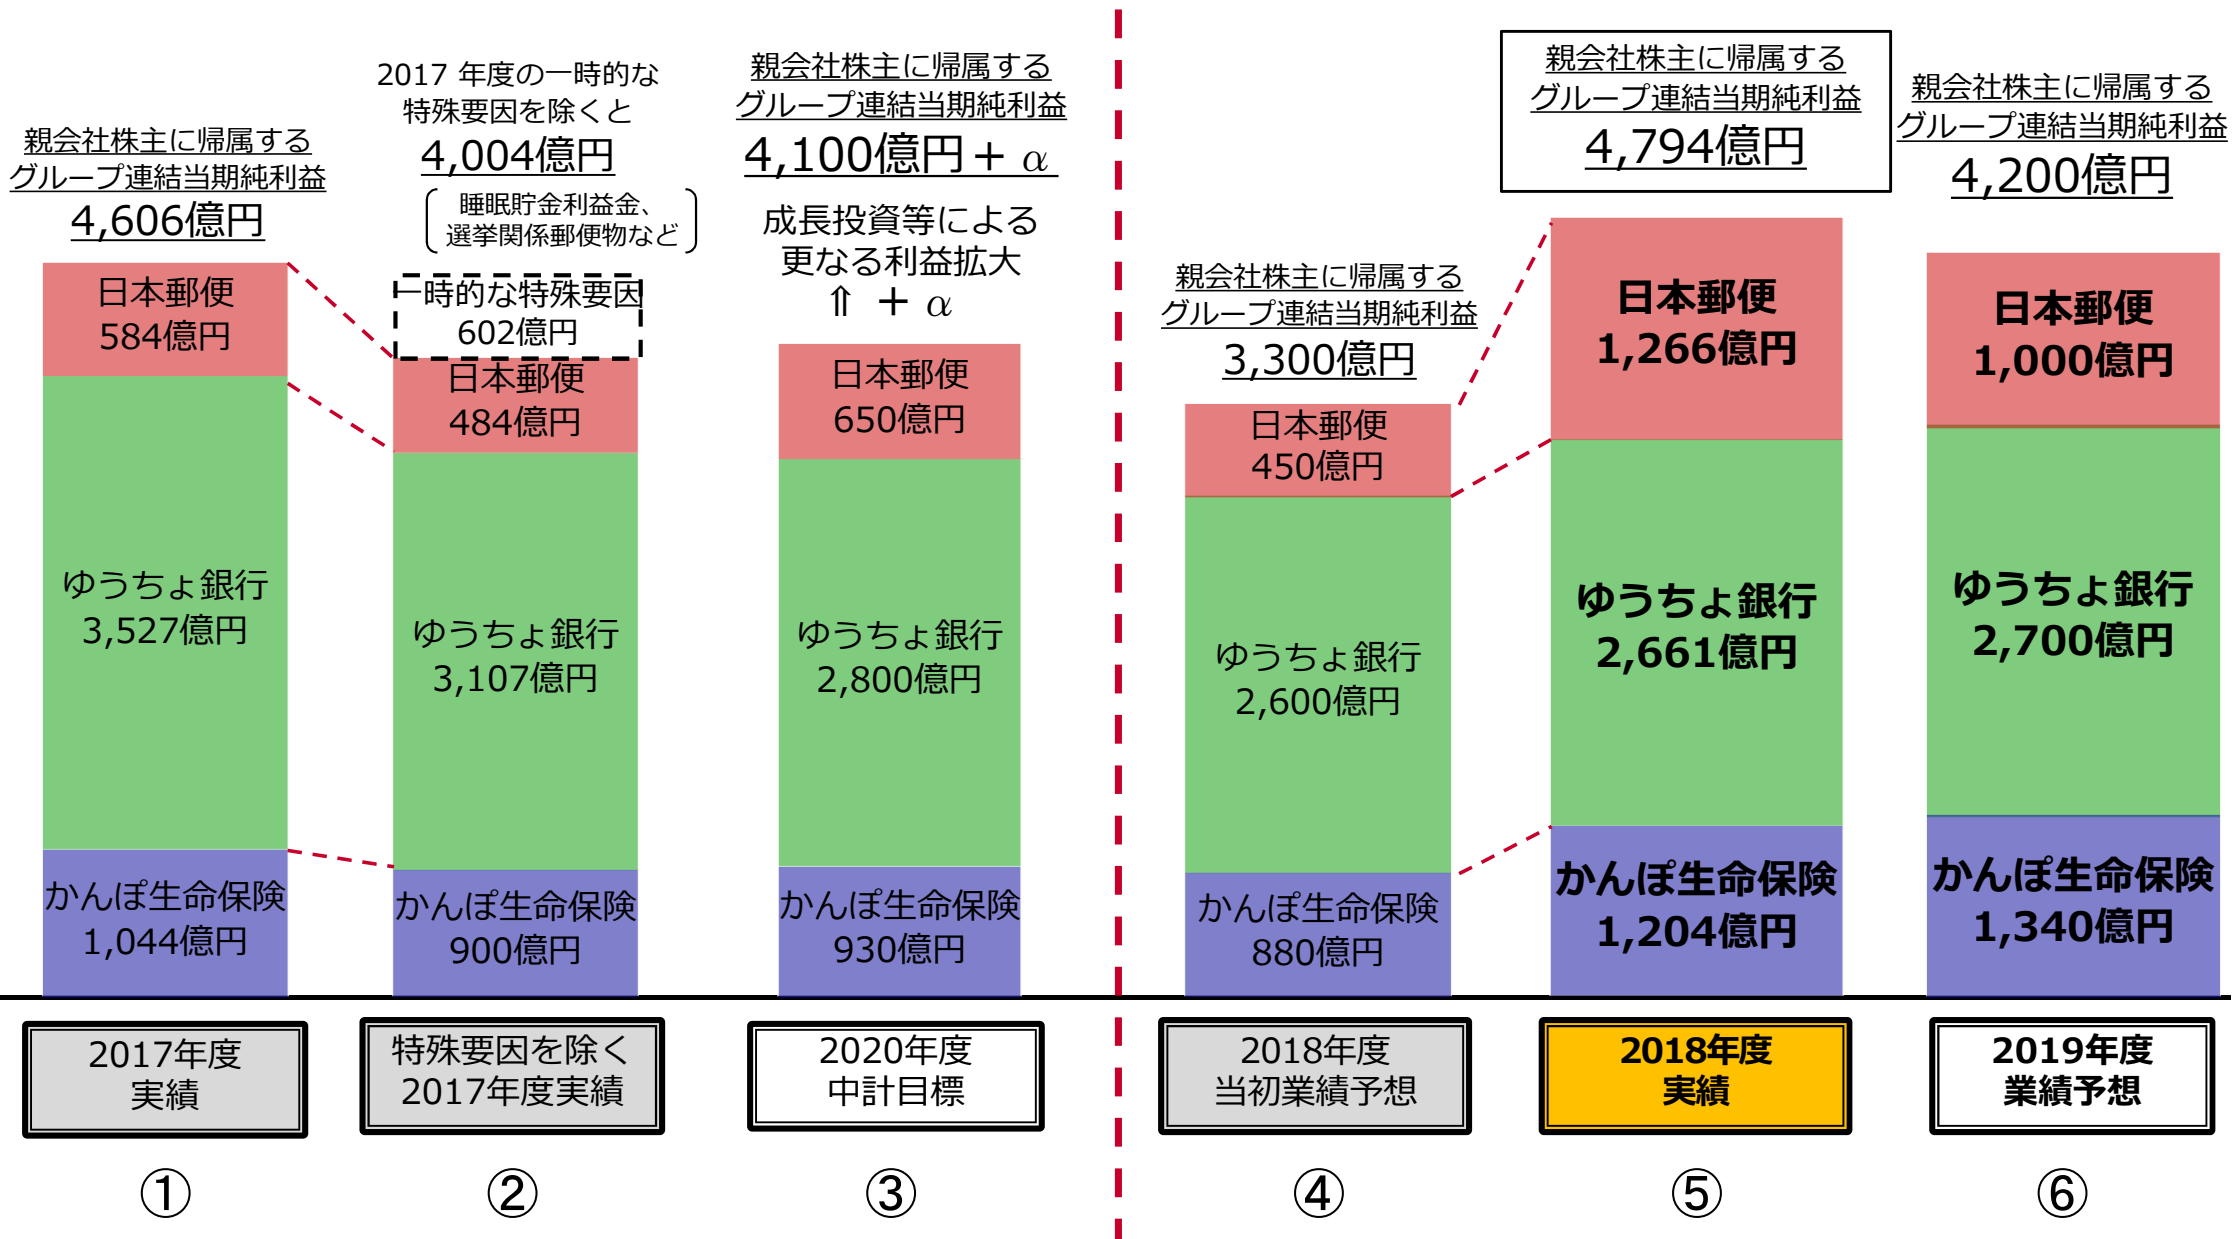 親会社株主に帰属する
グループ連結当期純利益
4,606億円
日本郵便
584億円
ゆうちょ銀行
3,527億円
かんぽ生命保険
1,044億円
2017年度
実績
①
2017 年度の一時的な
特殊要因を除くと
4,004億円
睡眠貯金利益金、
選挙関係郵便物など
一時的な特殊要因
602億円
日本郵便
484億円
ゆうちょ銀行
3,107億円
かんぽ生命保険
900億円
特殊要因を除く
2017年度実績
②
親会社株主に帰属する
グループ連結当期純利益
4,100億円+ α
成長投資等による
更なる利益拡大
⇑ + α
日本郵便
650億円
ゆうちょ銀行
2,800億円
かんぽ生命保険
930億円
2020年度
中計目標
③
親会社株主に帰属する
グループ連結当期純利益
3,300億円
日本郵便
450億円
ゆうちょ銀行
2,600億円
かんぽ生命保険
880億円
2018年度
当初業績予想
④
親会社株主に帰属する
グループ連結当期純利益
4,794億円
日本郵便
1,266億円
ゆうちょ銀行
2,661億円
かんぽ生命保険
1,204億円
2018年度
実績
⑤
親会社株主に帰属する
グループ連結当期純利益
4,200億円
日本郵便
1,000億円
ゆうちょ銀行
2,700億円
かんぽ生命保険
1,340億円
2019年度
業績予想
⑥